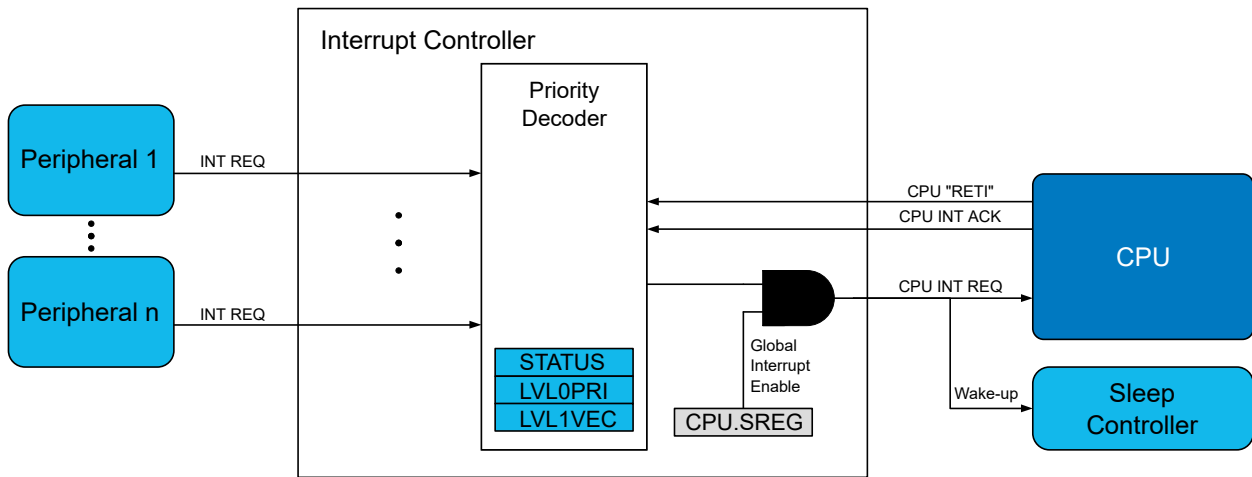 Interrupt Controller
Priority
Decoder
Peripheral 1
INT REQ
CPU "RETI"
CPU INT ACK
CPU
Peripheral n
INT REQ
CPU INT REQ
Global
Interrupt
Enable
STATUS
LVL0PRI
LVL1VEC
CPU.SREG
Wake-up
Sleep
Controller